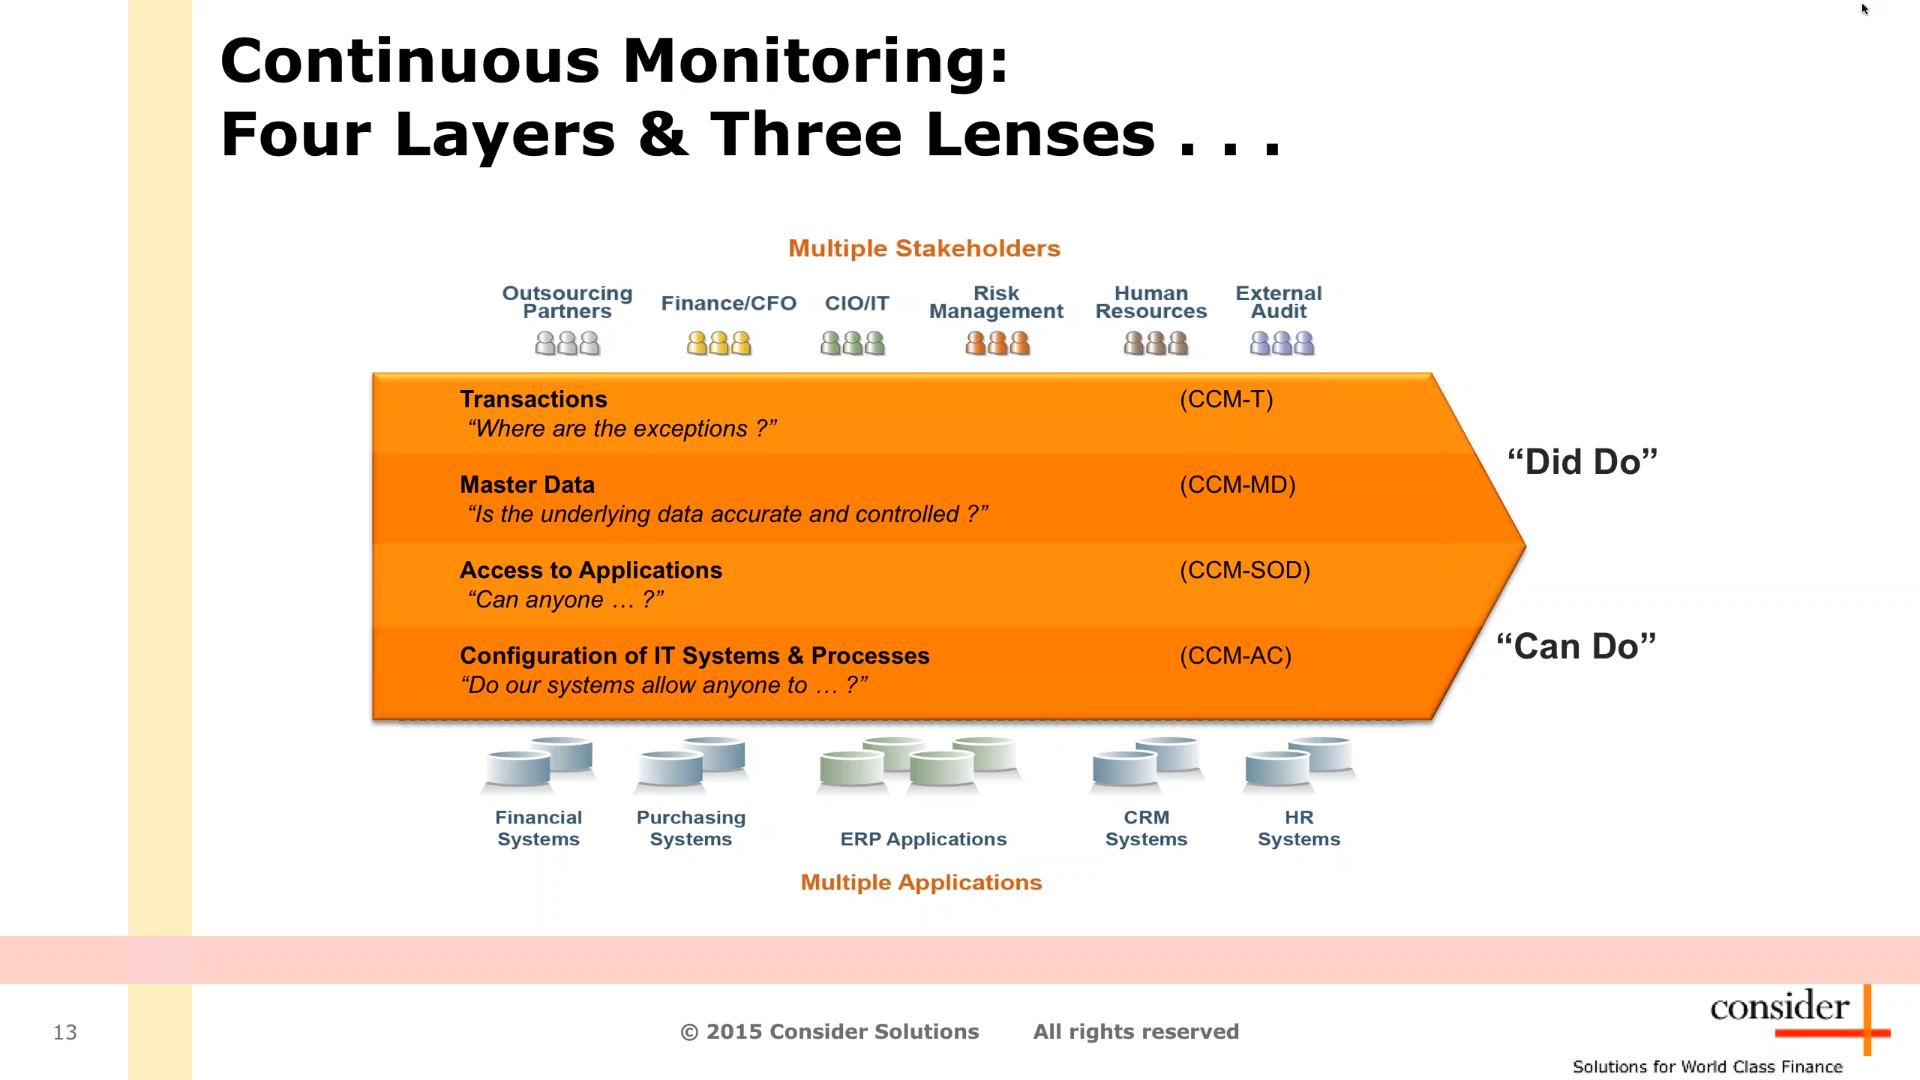 Continuous Monitoring:
Four Layers & Three Lenses . . .
Multiple Stakeholders
Outsourcing
Partners
Finance/CFO
CIO/IT
Risk
Management
Human
Resources
External
Audit
Transactions (CCM-T)
“Where are the exceptions ?”
Master Data (CCM-MD)
“Is the underlying data accurate and controlled ?”
Access to Applications (CCM-SOD)
“Can anyone … ?”
Configuration of IT Systems & Processes (CCM-AC)
“Do our systems allow anyone to … ?”
“Did Do”
“Can Do”
Financial
Systems
Purchasing
Systems
ERP Applications
CRM
Systems
HR
Systems
Multiple Applications
13
© 2015 Consider Solutions All rights reserved
consider
Solutions for World Class Finance